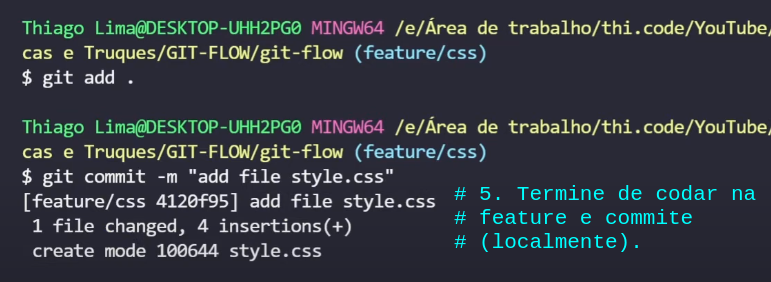 Thiago Lima@DESKTOP-UHH2PG0 MINGW64 /e/Área de trabalho/thi.code/YouTube/
cas e Truques/GIT-FLOW/git-flow (feature/css)
$ git add .
Thiago Lima@DESKTOP-UHH2PG0 MINGW64 /e/Área de trabalho/thi.code/YouTube/
cas e Truques/GIT-FLOW/git-flow (feature/css)
$ git commit -m "add file style.css"
[feature/css 4120f95] add file style.css
1 file changed, 4 insertions(+)
create mode 100644 style.css
# 5. Termine de codar na
# feature e commite
# (localmente).